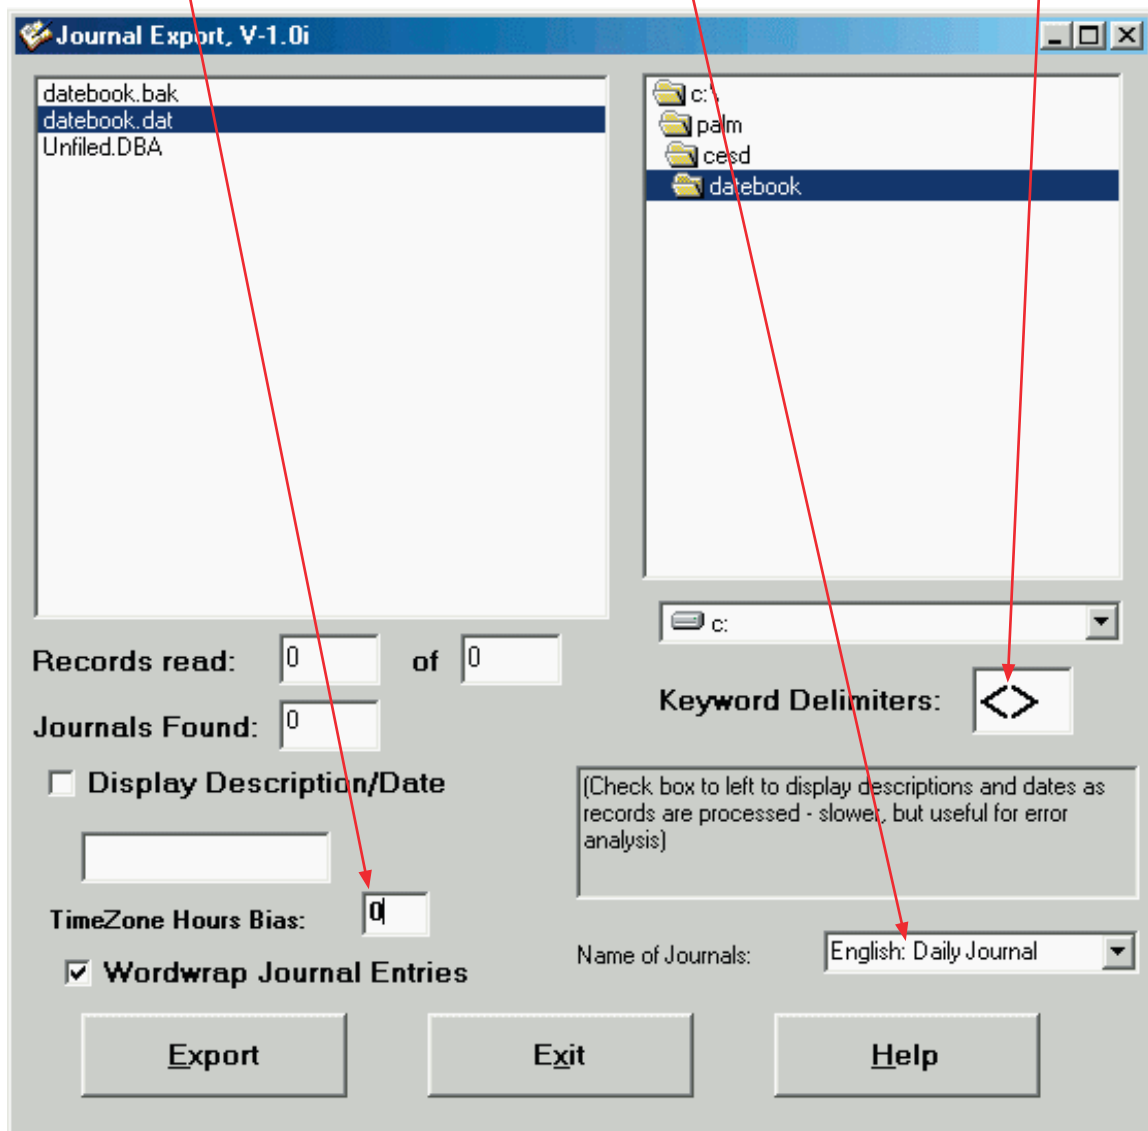 Journal Export, V-1.0i
datebook.bak
datebook.dat
Unfiled.DBA
c:\
palm
cesd
datebook
c:
Records read: 0 of 0
Keyword Delimiters: <>
Journals Found: 0
Display Description/Date
(Check box to left to display descriptions and dates as
records are processed - slower, but useful for error
analysis)
TimeZone Hours Bias: 0
Name of Journals: English: Daily Journal
Wordwrap Journal Entries
Export Exit Help